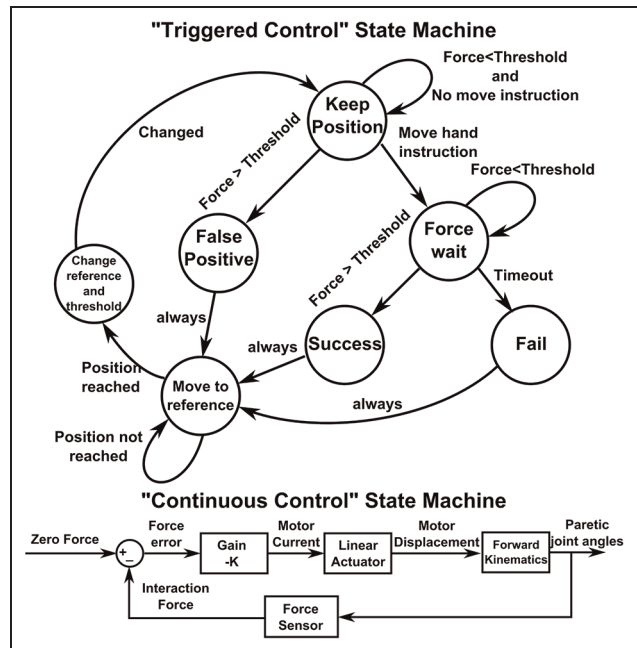 "Triggered Control" State Machine
Force<Threshold
and
No move instruction
Keep
Position
Changed
Force > Threshold
Move hand
instruction
Force<Threshold
False
Positive
Force > Threshold
Force
wait
Change
reference
and
threshold
Timeout
always
Success
Fail
always
Position
reached
Move to
reference
always
Position not
reached
"Continuous Control" State Machine
Zero Force
+
−
Force
error
Gain
-K
Motor
Current
Linear
Actuator
Motor
Displacement
Forward
Kinematics
Paretic
joint angles
Interaction
Force
Force
Sensor